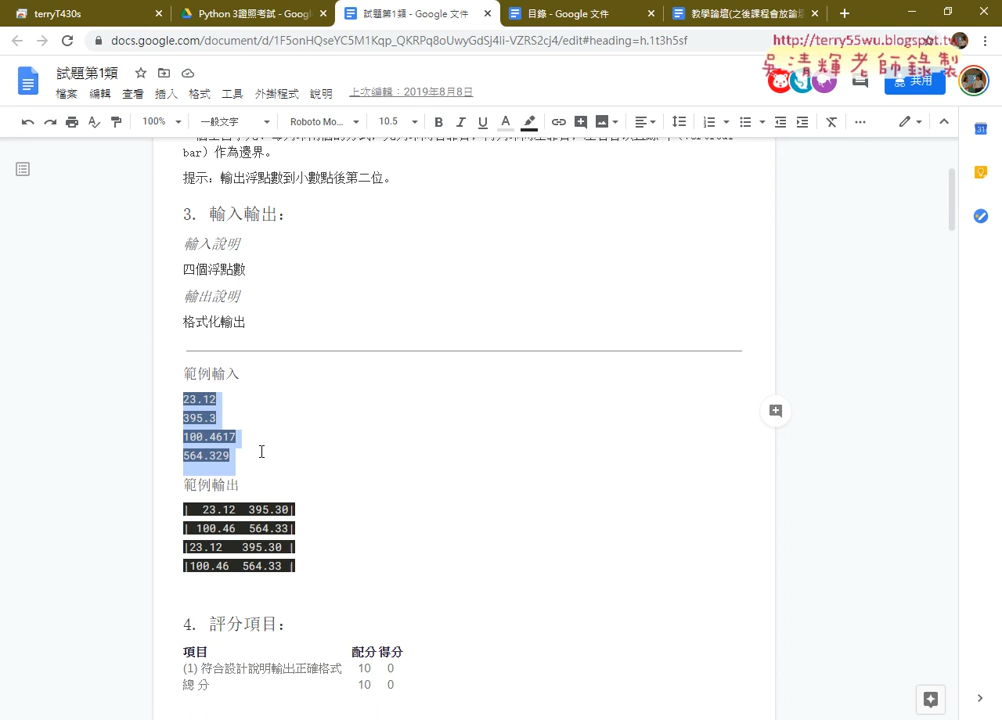 terryT430s
Python 3證照考試 - Googl
試題第1類 - Google 文件
目錄 - Google 文件
教學論壇(之後課程會放論壇
docs.google.com/document/d/1F5onHQseYC5M1Kqp_QKRPq8oUwyGdSj4Ii-VZRS2cj4/edit#heading=h.1t3h5sf
http://terry55wu.blogspot.tw
吳清輝老師錄製
試題第1類
檔案 編輯 查看 插入 格式 工具 外掛程式 說明 上次編輯：2019年8月8日
共用
100% 一般文字 Roboto Mo... 10.5 B I U A
bar）作為邊界。
提示：輸出浮點數到小數點後第二位。
3. 輸入輸出：
輸入說明
四個浮點數
輸出說明
格式化輸出
範例輸入
23.12
395.3
100.4617
564.329
範例輸出
|  23.12  395.30|
| 100.46  564.33|
|23.12   395.30 |
|100.46  564.33 |
4. 評分項目：
項目 配分 得分
(1) 符合設計說明輸出正確格式 10 0
總 分 10 0